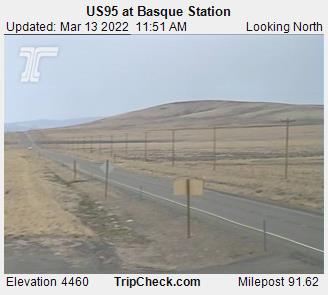 US95 at Basque Station
Updated: Mar 13 2022 11:51 AM Looking North
Elevation 4460 TripCheck.com Milepost 91.62